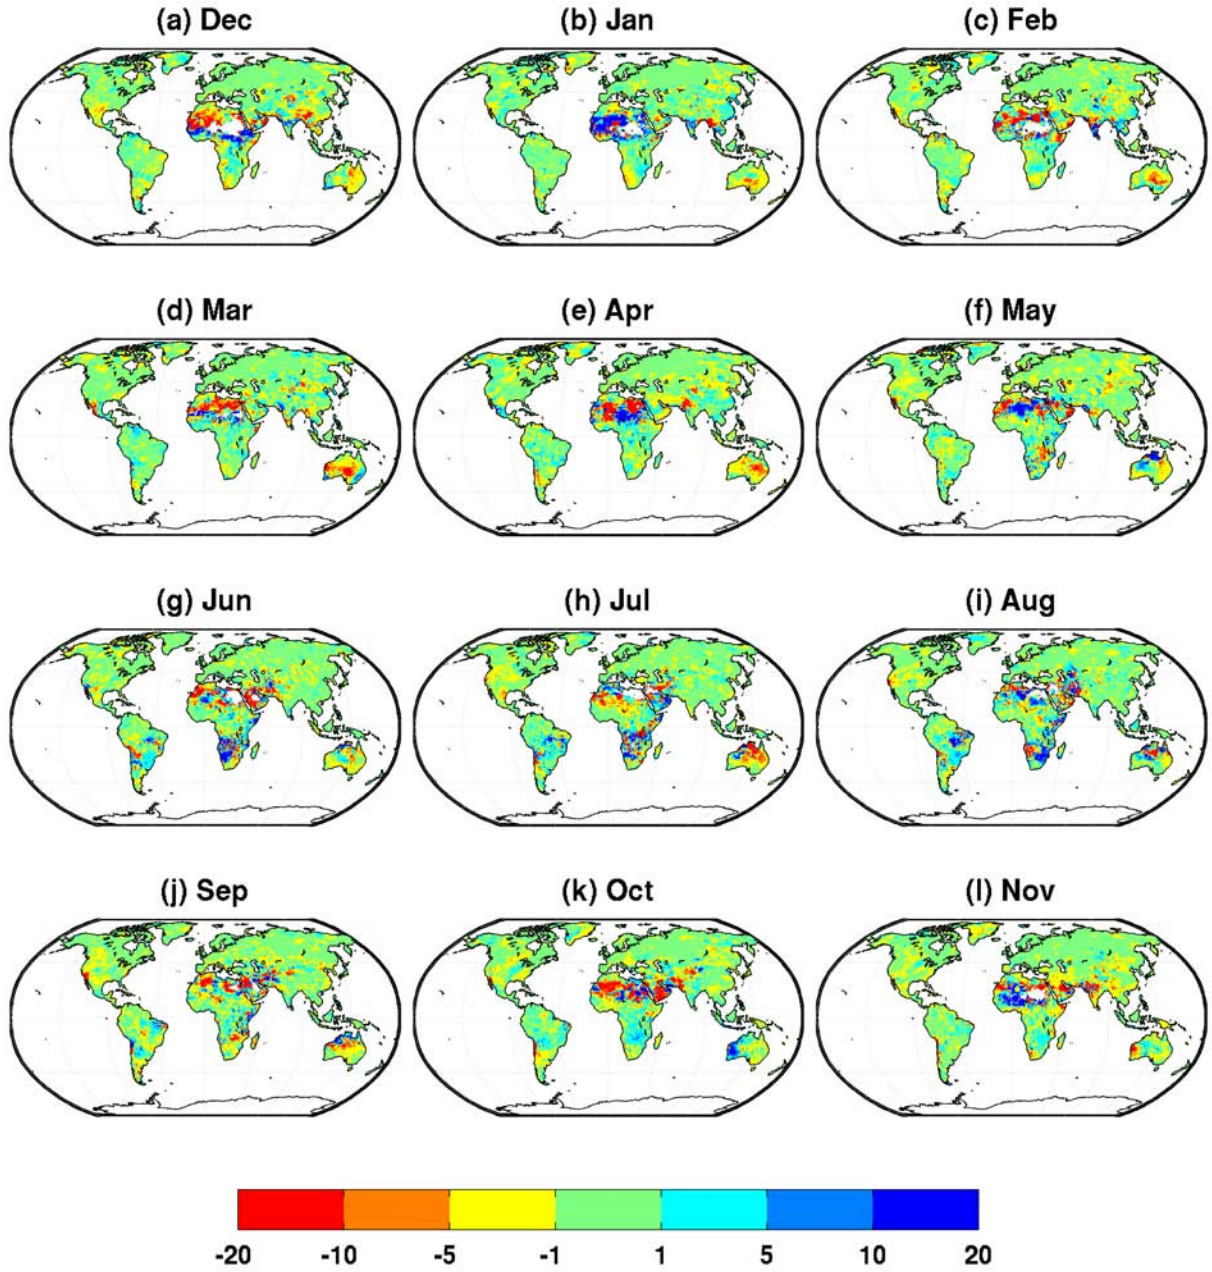 (a) Dec (b) Jan (c) Feb
(d) Mar (e) Apr (f) May
(g) Jun (h) Jul (i) Aug
(j) Sep (k) Oct (l) Nov
-20 -10 -5 -1 1 5 10 20